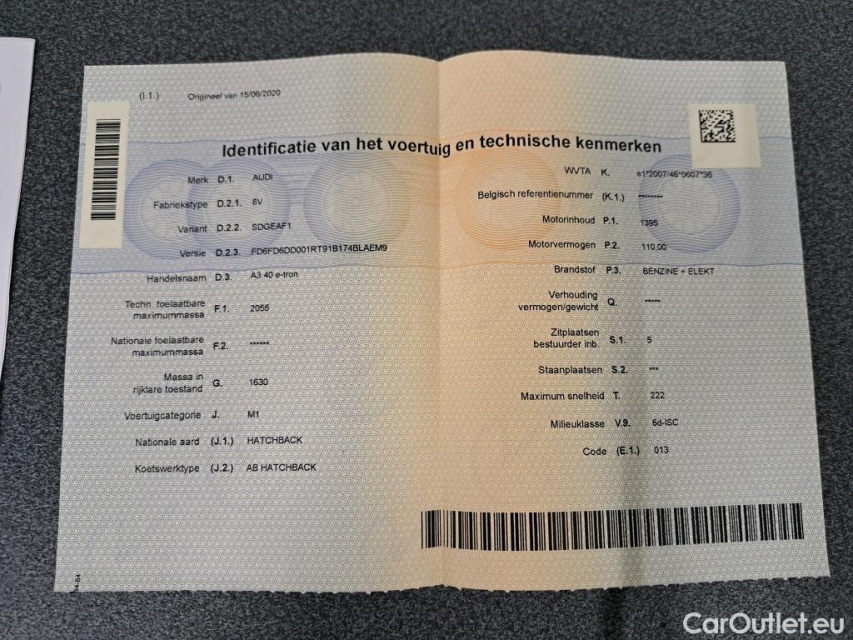 (I.1.) Origineel van 15/06/2020
Identificatie van het voertuig en technische kenmerken
Merk D.1. AUDI
Fabriekstype D.2.1. 8V
Variant D.2.2. SDGEAF1
Versie D.2.3. FD6FD6DD001RT91B174BLAEM9
Handelsnaam D.3. A3 40 e-tron
Techn. toelaatbare
maximummassa F.1. 2055
Nationale toelaatbare
maximummassa F.2. ******
Massa in
rijklare toestand G. 1630
Voertuigcategorie J. M1
Nationale aard (J.1.) HATCHBACK
Koetswerktype (J.2.) AB HATCHBACK
WVTA K. e1*2007/46*0607*36
Belgisch referentienummer (K.1.) ********
Motorinhoud P.1. 1395
Motorvermogen P.2. 110,00
Brandstof P.3. BENZINE + ELEKT
Verhouding
vermogen/gewicht Q. *****
Zitplaatsen
bestuurder inb. S.1. 5
Staanplaatsen S.2. ***
Maximum snelheid T. 222
Milieuklasse V.9. 6d-ISC
Code (E.1.) 013
CarOutlet.eu